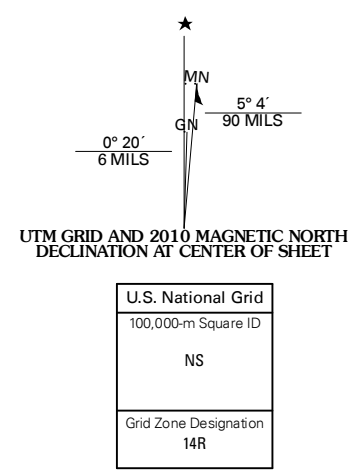 MN
5° 4´
90 MILS
GN
0° 20´
6 MILS
UTM GRID AND 2010 MAGNETIC NORTH
DECLINATION AT CENTER OF SHEET
U.S. National Grid
100,000-m Square ID
NS
Grid Zone Designation
14R